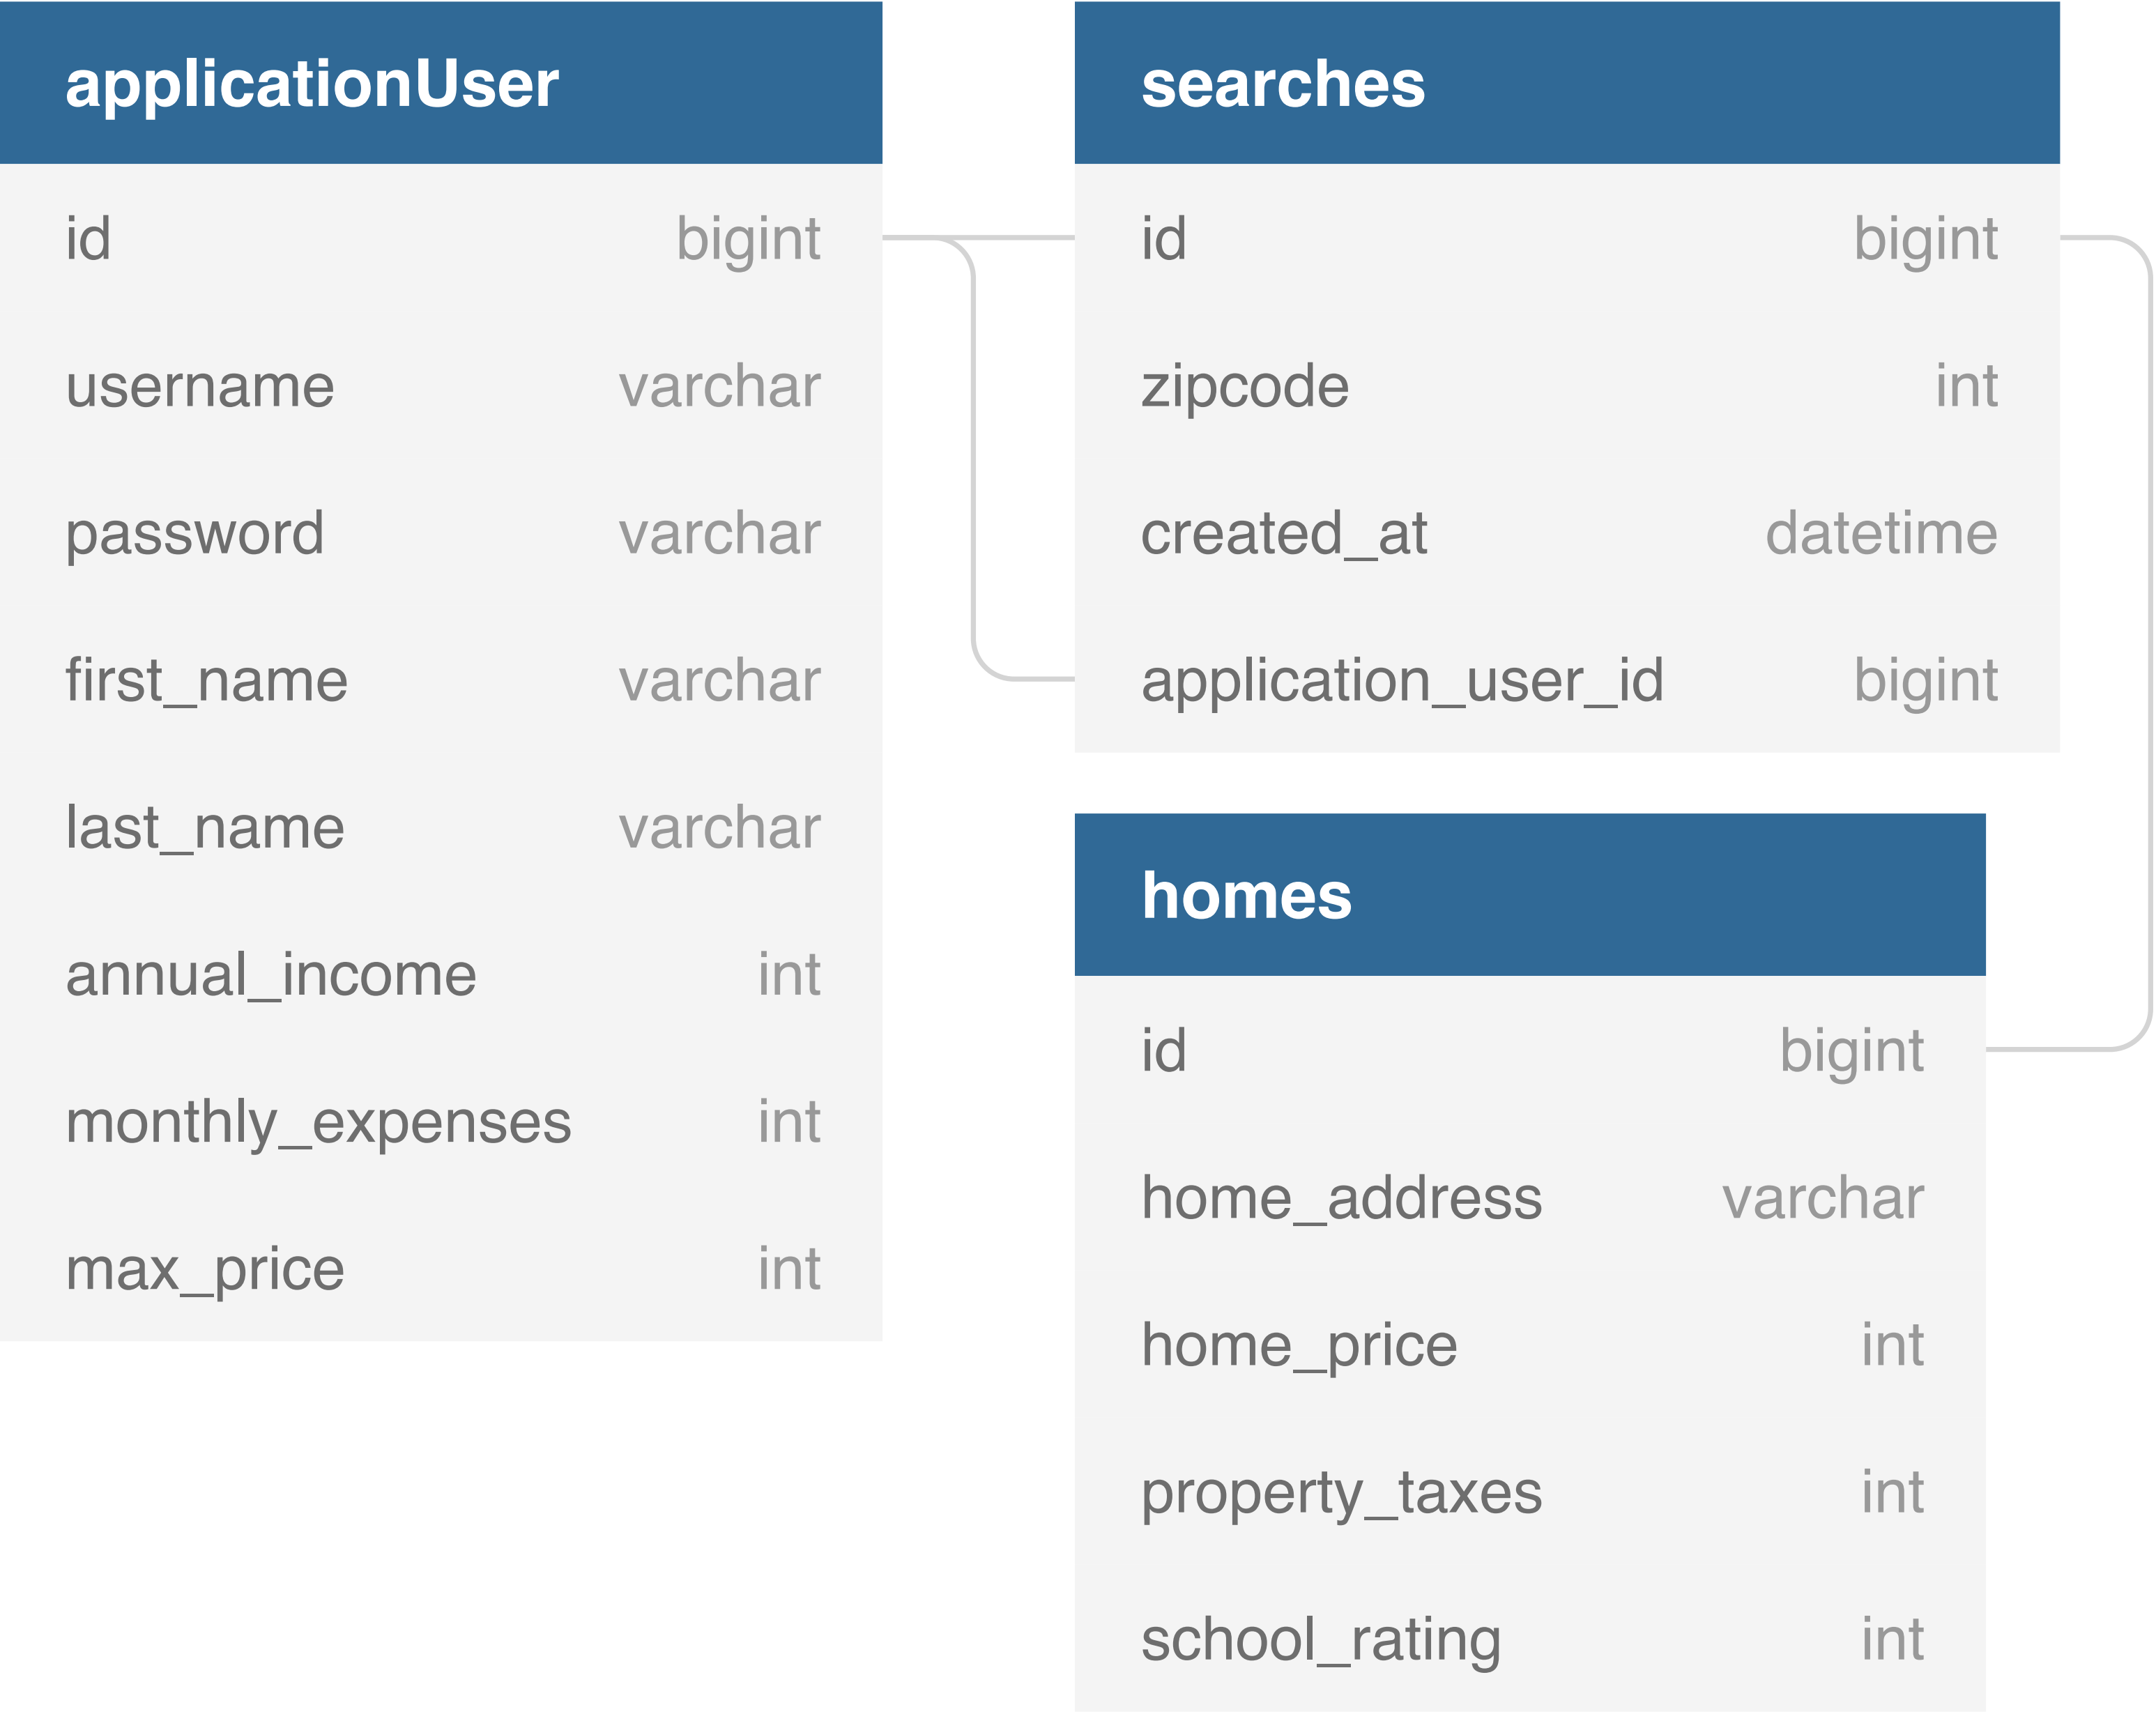 applicationUser
id bigint
username varchar
password varchar
first_name varchar
last_name varchar
annual_income int
monthly_expenses int
max_price int
searches
id bigint
zipcode int
created_at datetime
application_user_id bigint
homes
id bigint
home_address varchar
home_price int
property_taxes int
school_rating int